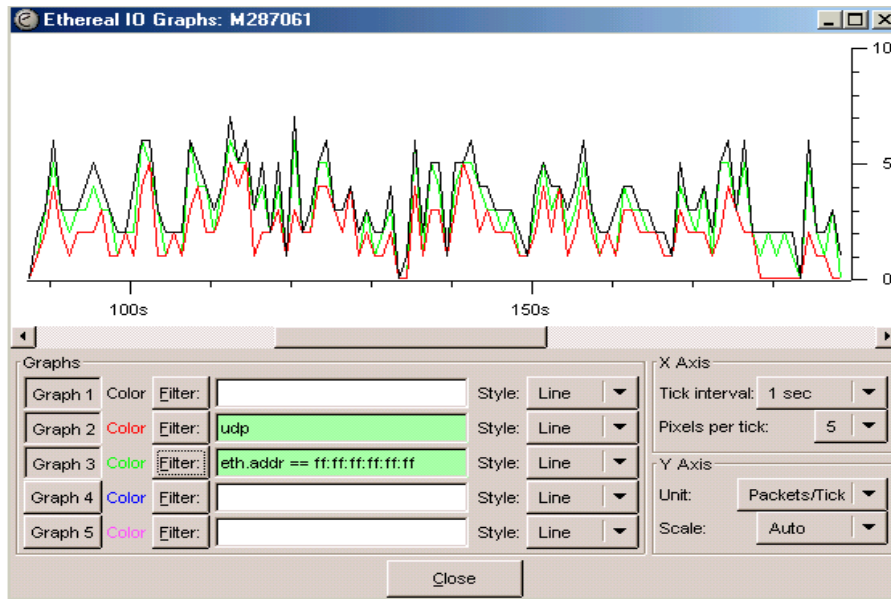 Ethereal IO Graphs: M287061
10
5
0
100s
150s
Graphs
Graph 1 Color Filter: Style: Line
Graph 2 Color Filter: udp Style: Line
Graph 3 Color Filter: eth.addr == ff:ff:ff:ff:ff:ff Style: Line
Graph 4 Color Filter: Style: Line
Graph 5 Color Filter: Style: Line
X Axis
Tick interval: 1 sec
Pixels per tick: 5
Y Axis
Unit: Packets/Tick
Scale: Auto
Close